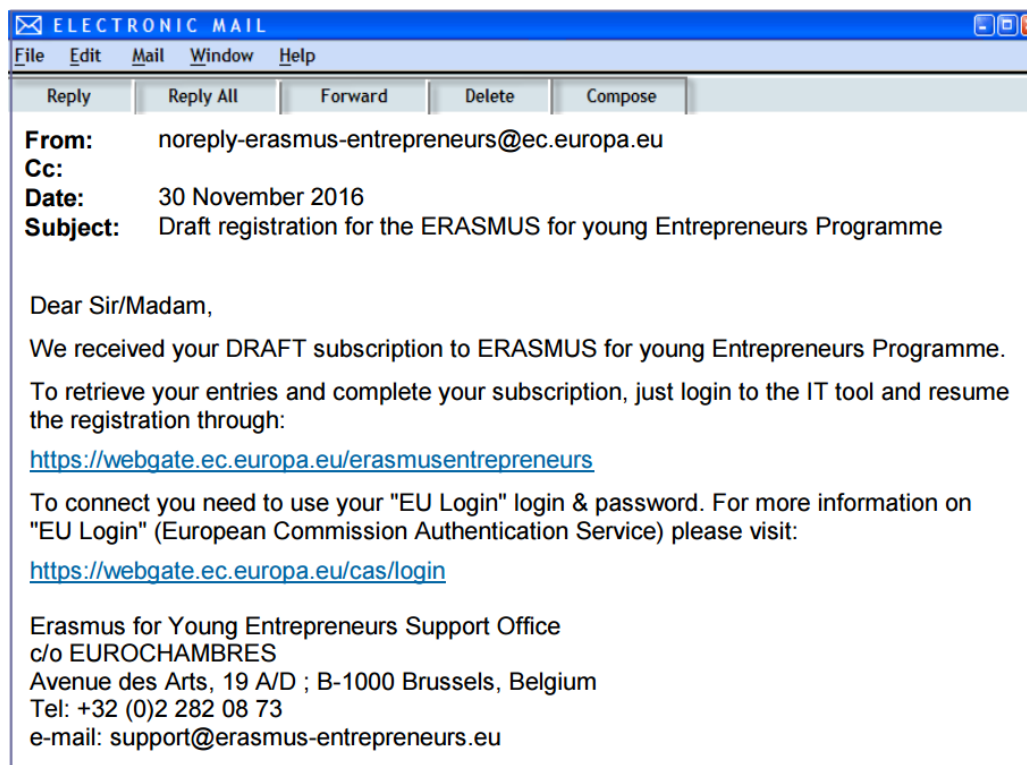 ELECTRONIC MAIL
File Edit Mail Window Help
Reply Reply All Forward Delete Compose
From: noreply-erasmus-entrepreneurs@ec.europa.eu
Cc:
Date: 30 November 2016
Subject: Draft registration for the ERASMUS for young Entrepreneurs Programme
Dear Sir/Madam,
We received your DRAFT subscription to ERASMUS for young Entrepreneurs Programme.
To retrieve your entries and complete your subscription, just login to the IT tool and resume
the registration through:
https://webgate.ec.europa.eu/erasmusentrepreneurs
To connect you need to use your "EU Login" login & password. For more information on
"EU Login" (European Commission Authentication Service) please visit:
https://webgate.ec.europa.eu/cas/login
Erasmus for Young Entrepreneurs Support Office
c/o EUROCHAMBRES
Avenue des Arts, 19 A/D ; B-1000 Brussels, Belgium
Tel: +32 (0)2 282 08 73
e-mail: support@erasmus-entrepreneurs.eu